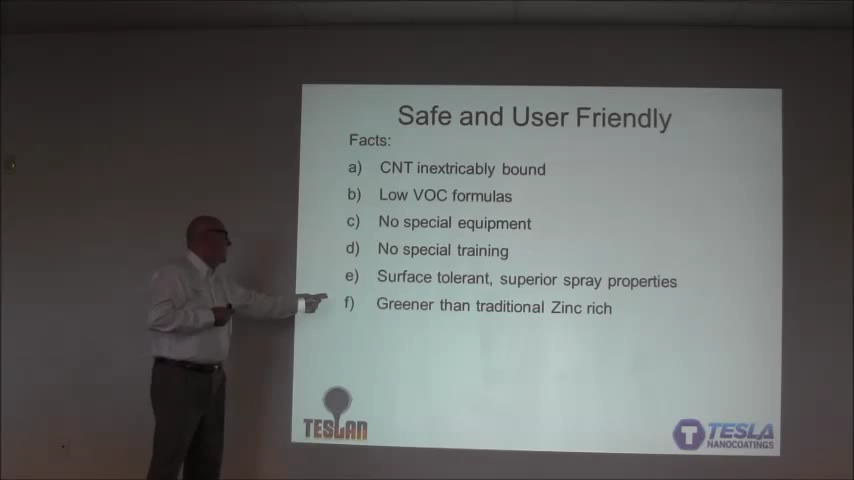 Safe and User Friendly
Facts:
a) CNT inextricably bound
b) Low VOC formulas
c) No special equipment
d) No special training
e) Surface tolerant, superior spray properties
f) Greener than traditional Zinc rich
TESLAN
T TESLA
NANOCOATINGS